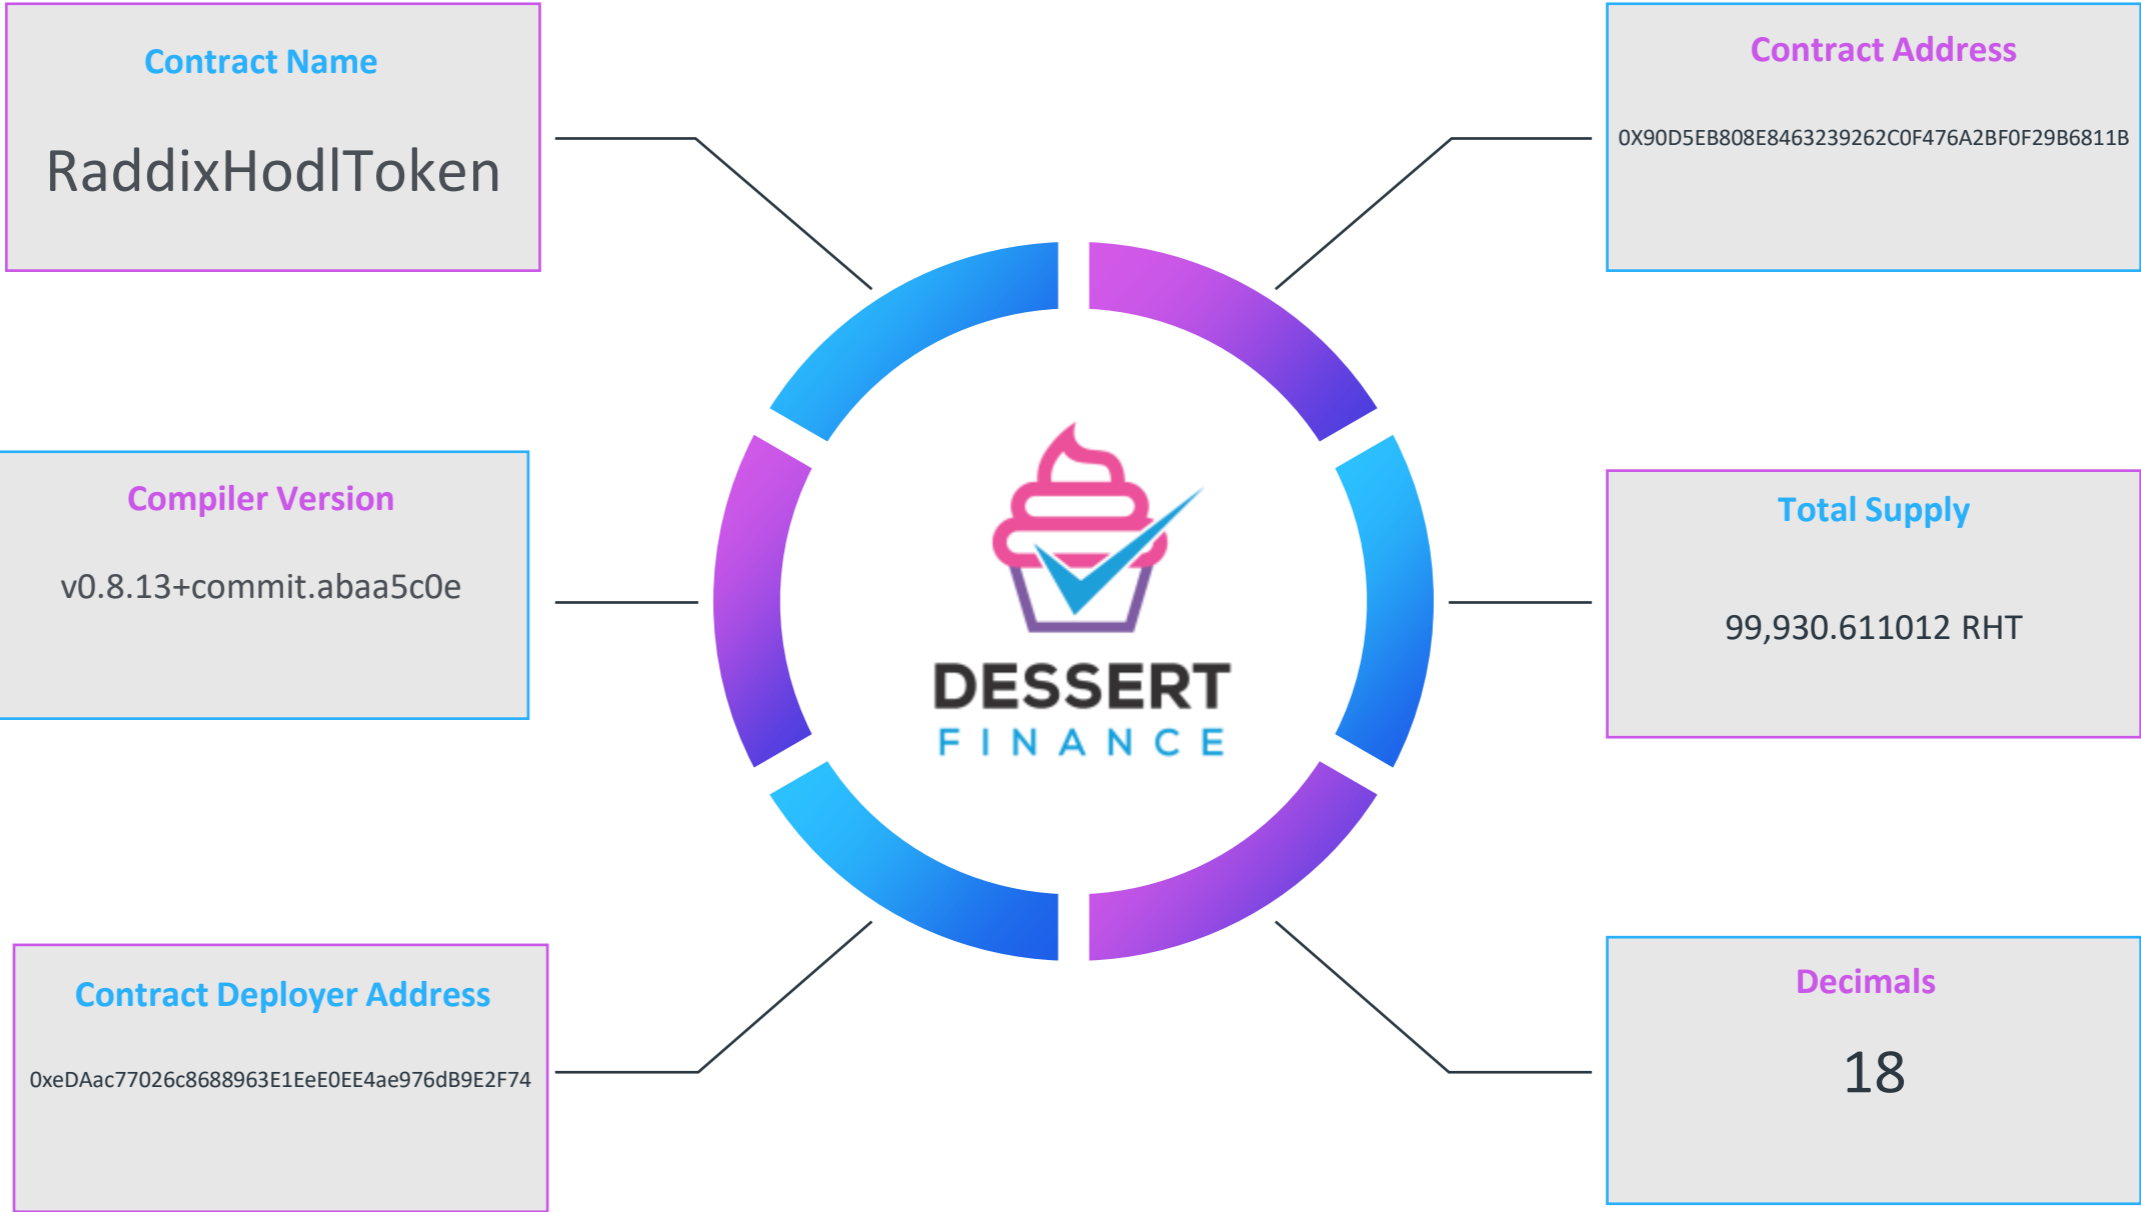 Contract Name
RaddixHodlToken
Contract Address
0X90D5EB808E8463239262C0F476A2BF0F29B6811B
Compiler Version
v0.8.13+commit.abaa5c0e
Total Supply
99,930.611012 RHT
DESSERT
FINANCE
Contract Deployer Address
0xeDAac77026c8688963E1EeE0EE4ae976dB9E2F74
Decimals
18